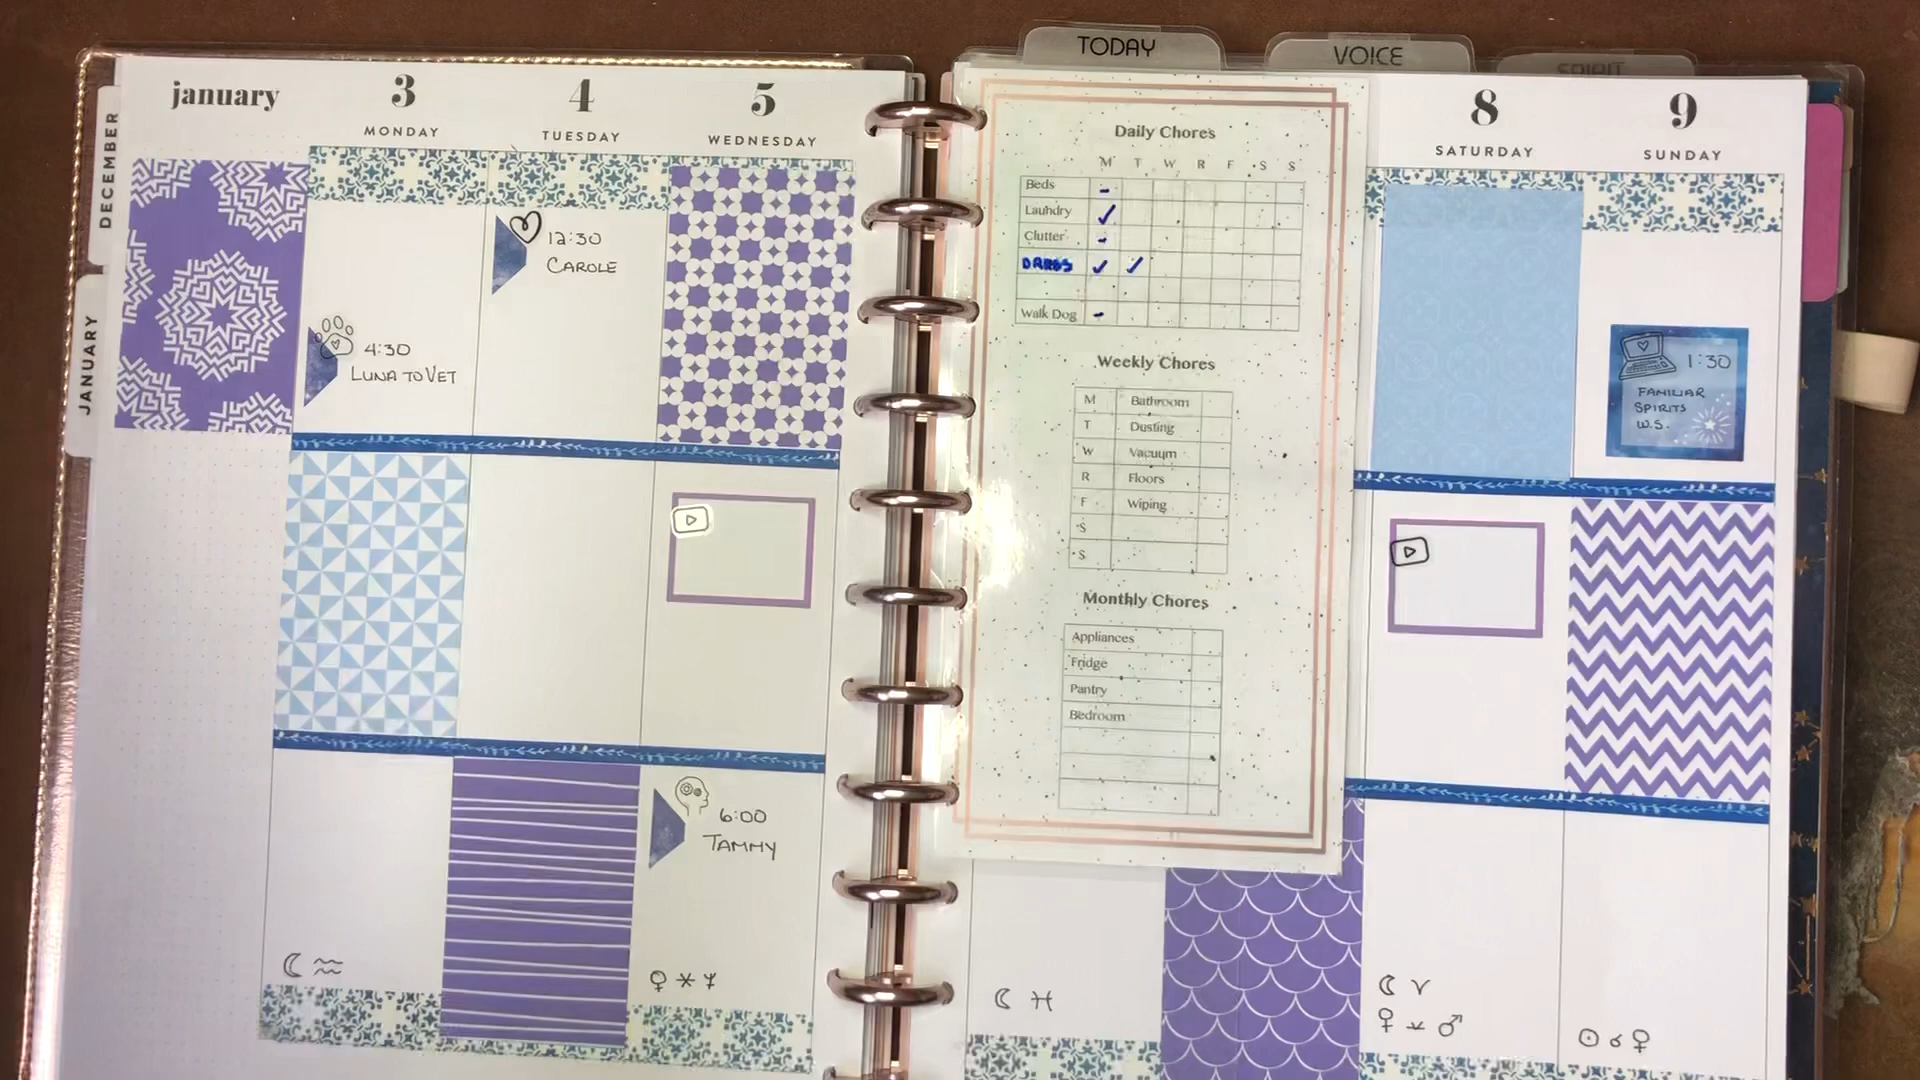 TODAY
VOICE
SPIRIT
DECEMBER
JANUARY
january
3
MONDAY
4
TUESDAY
5
WEDNESDAY
8
SATURDAY
9
SUNDAY
4:30
LUNA TO VET
12:30
CAROLE
6:00
TAMMY
Daily Chores
M T W R F S S
Beds -
Laundry ✓
Clutter -
✓ ✓
Walk Dog -
Weekly Chores
M Bathroom
T Dusting
W Vacuum
R Floors
F Wiping
S
S
Monthly Chores
Appliances
Fridge
Pantry
Bedroom
1:30
FAMILIAR
SPIRITS
W.S.
☾ ♒
♀ ⚹ ♆
☾ ♓
☾ ♈
♀ ⚺ ♂
☉ ☌ ♀